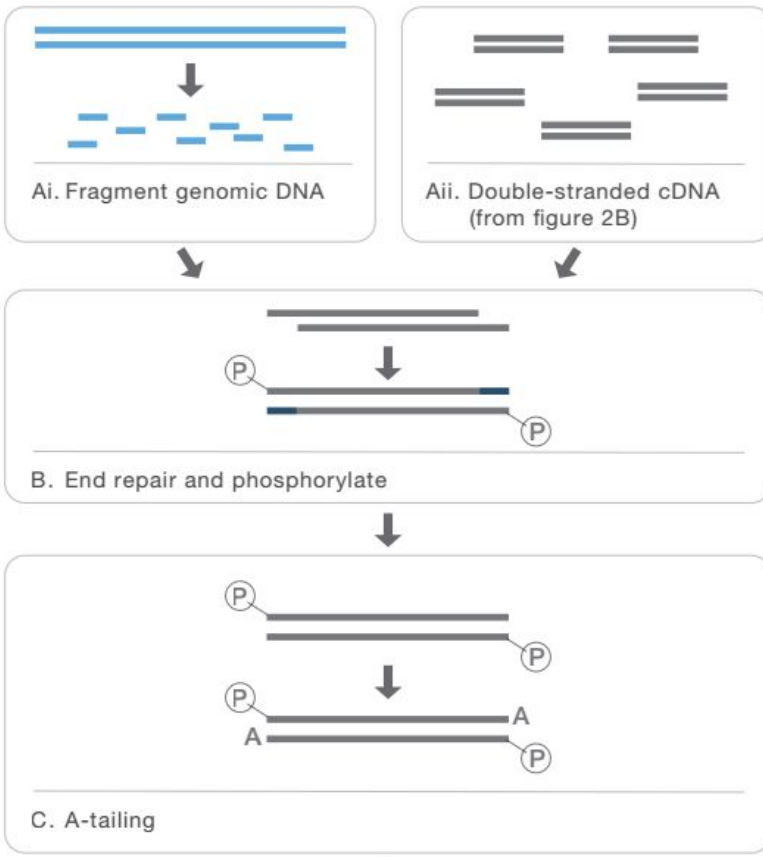 Ai. Fragment genomic DNA
Aii. Double-stranded cDNA
(from figure 2B)
P
P
B. End repair and phosphorylate
P
P
P
A
A
P
C. A-tailing